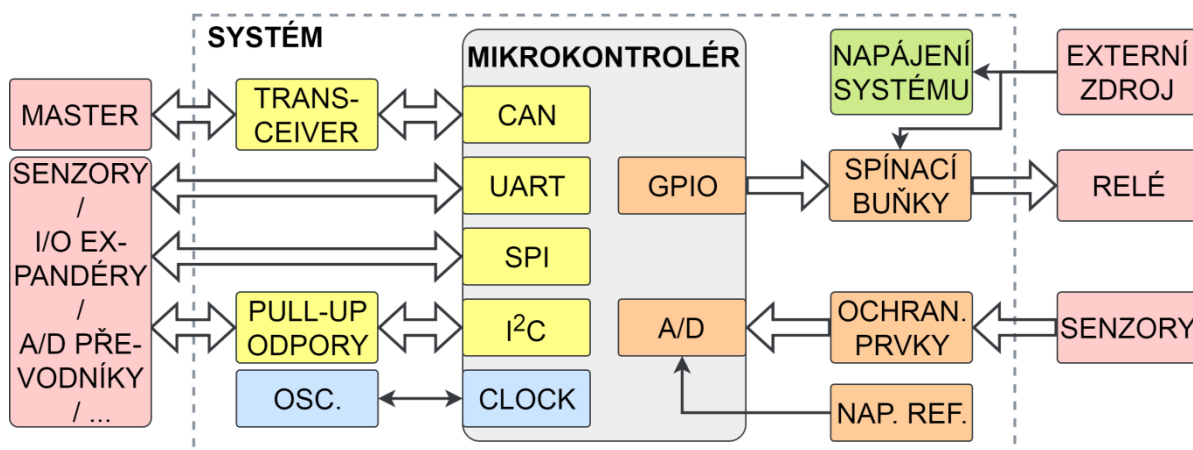 SYSTÉM
MIKROKONTROLÉR
MASTER
TRANS-
CEIVER
CAN
NAPÁJENÍ
SYSTÉMU
EXTERNÍ
ZDROJ
SENZORY
/
I/O EX-
PANDÉRY
/
A/D PŘE-
VODNÍKY
/ ...
UART
GPIO
SPÍNACÍ
BUŇKY
RELÉ
SPI
PULL-UP
ODPORY
I²C
A/D
OCHRAN.
PRVKY
SENZORY
OSC.
CLOCK
NAP. REF.